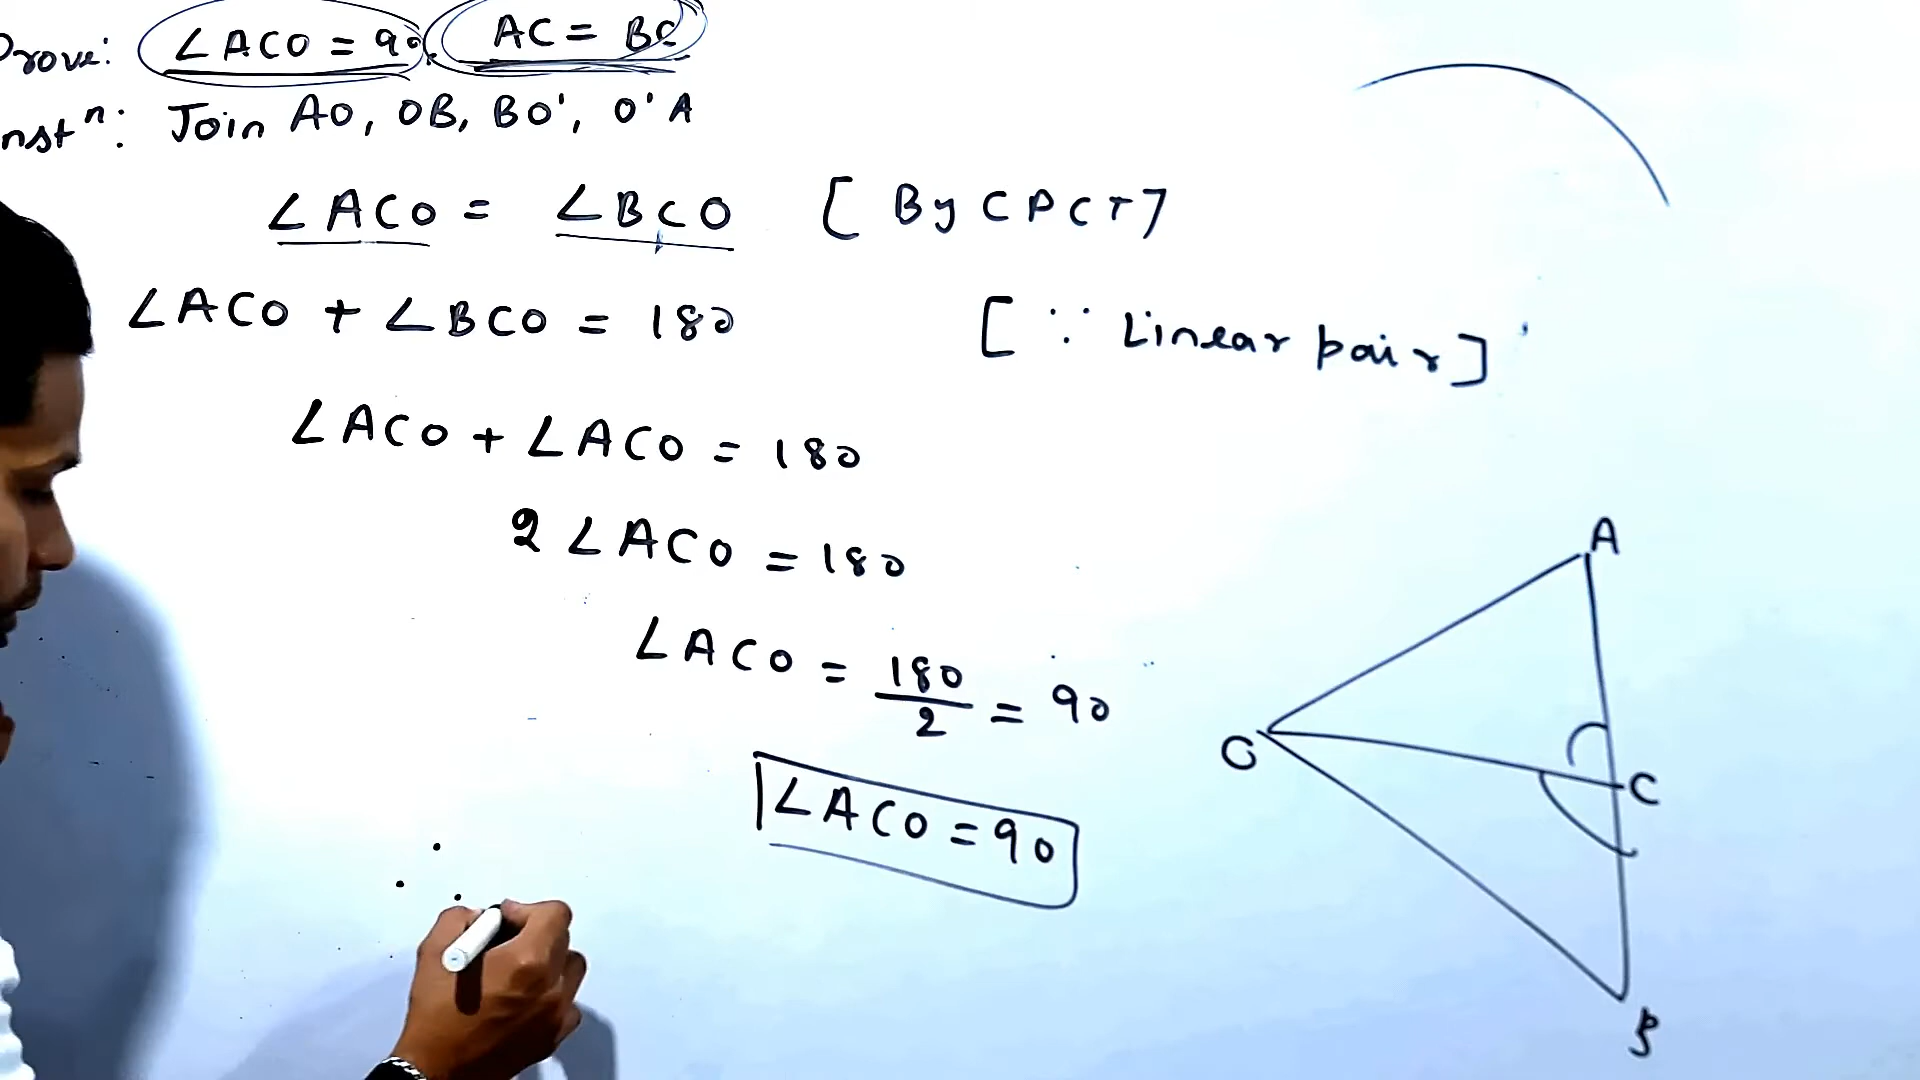 Prove: ∠ACO = 90, AC = BC
nstⁿ: Join AO, OB, BO', O'A
∠ACO = ∠BCO [By CPCT]
∠ACO + ∠BCO = 180 [∵ Linear pair]
∠ACO + ∠ACO = 180
2 ∠ACO = 180
∠ACO = 180/2 = 90
∠ACO = 90
A
O
C
B